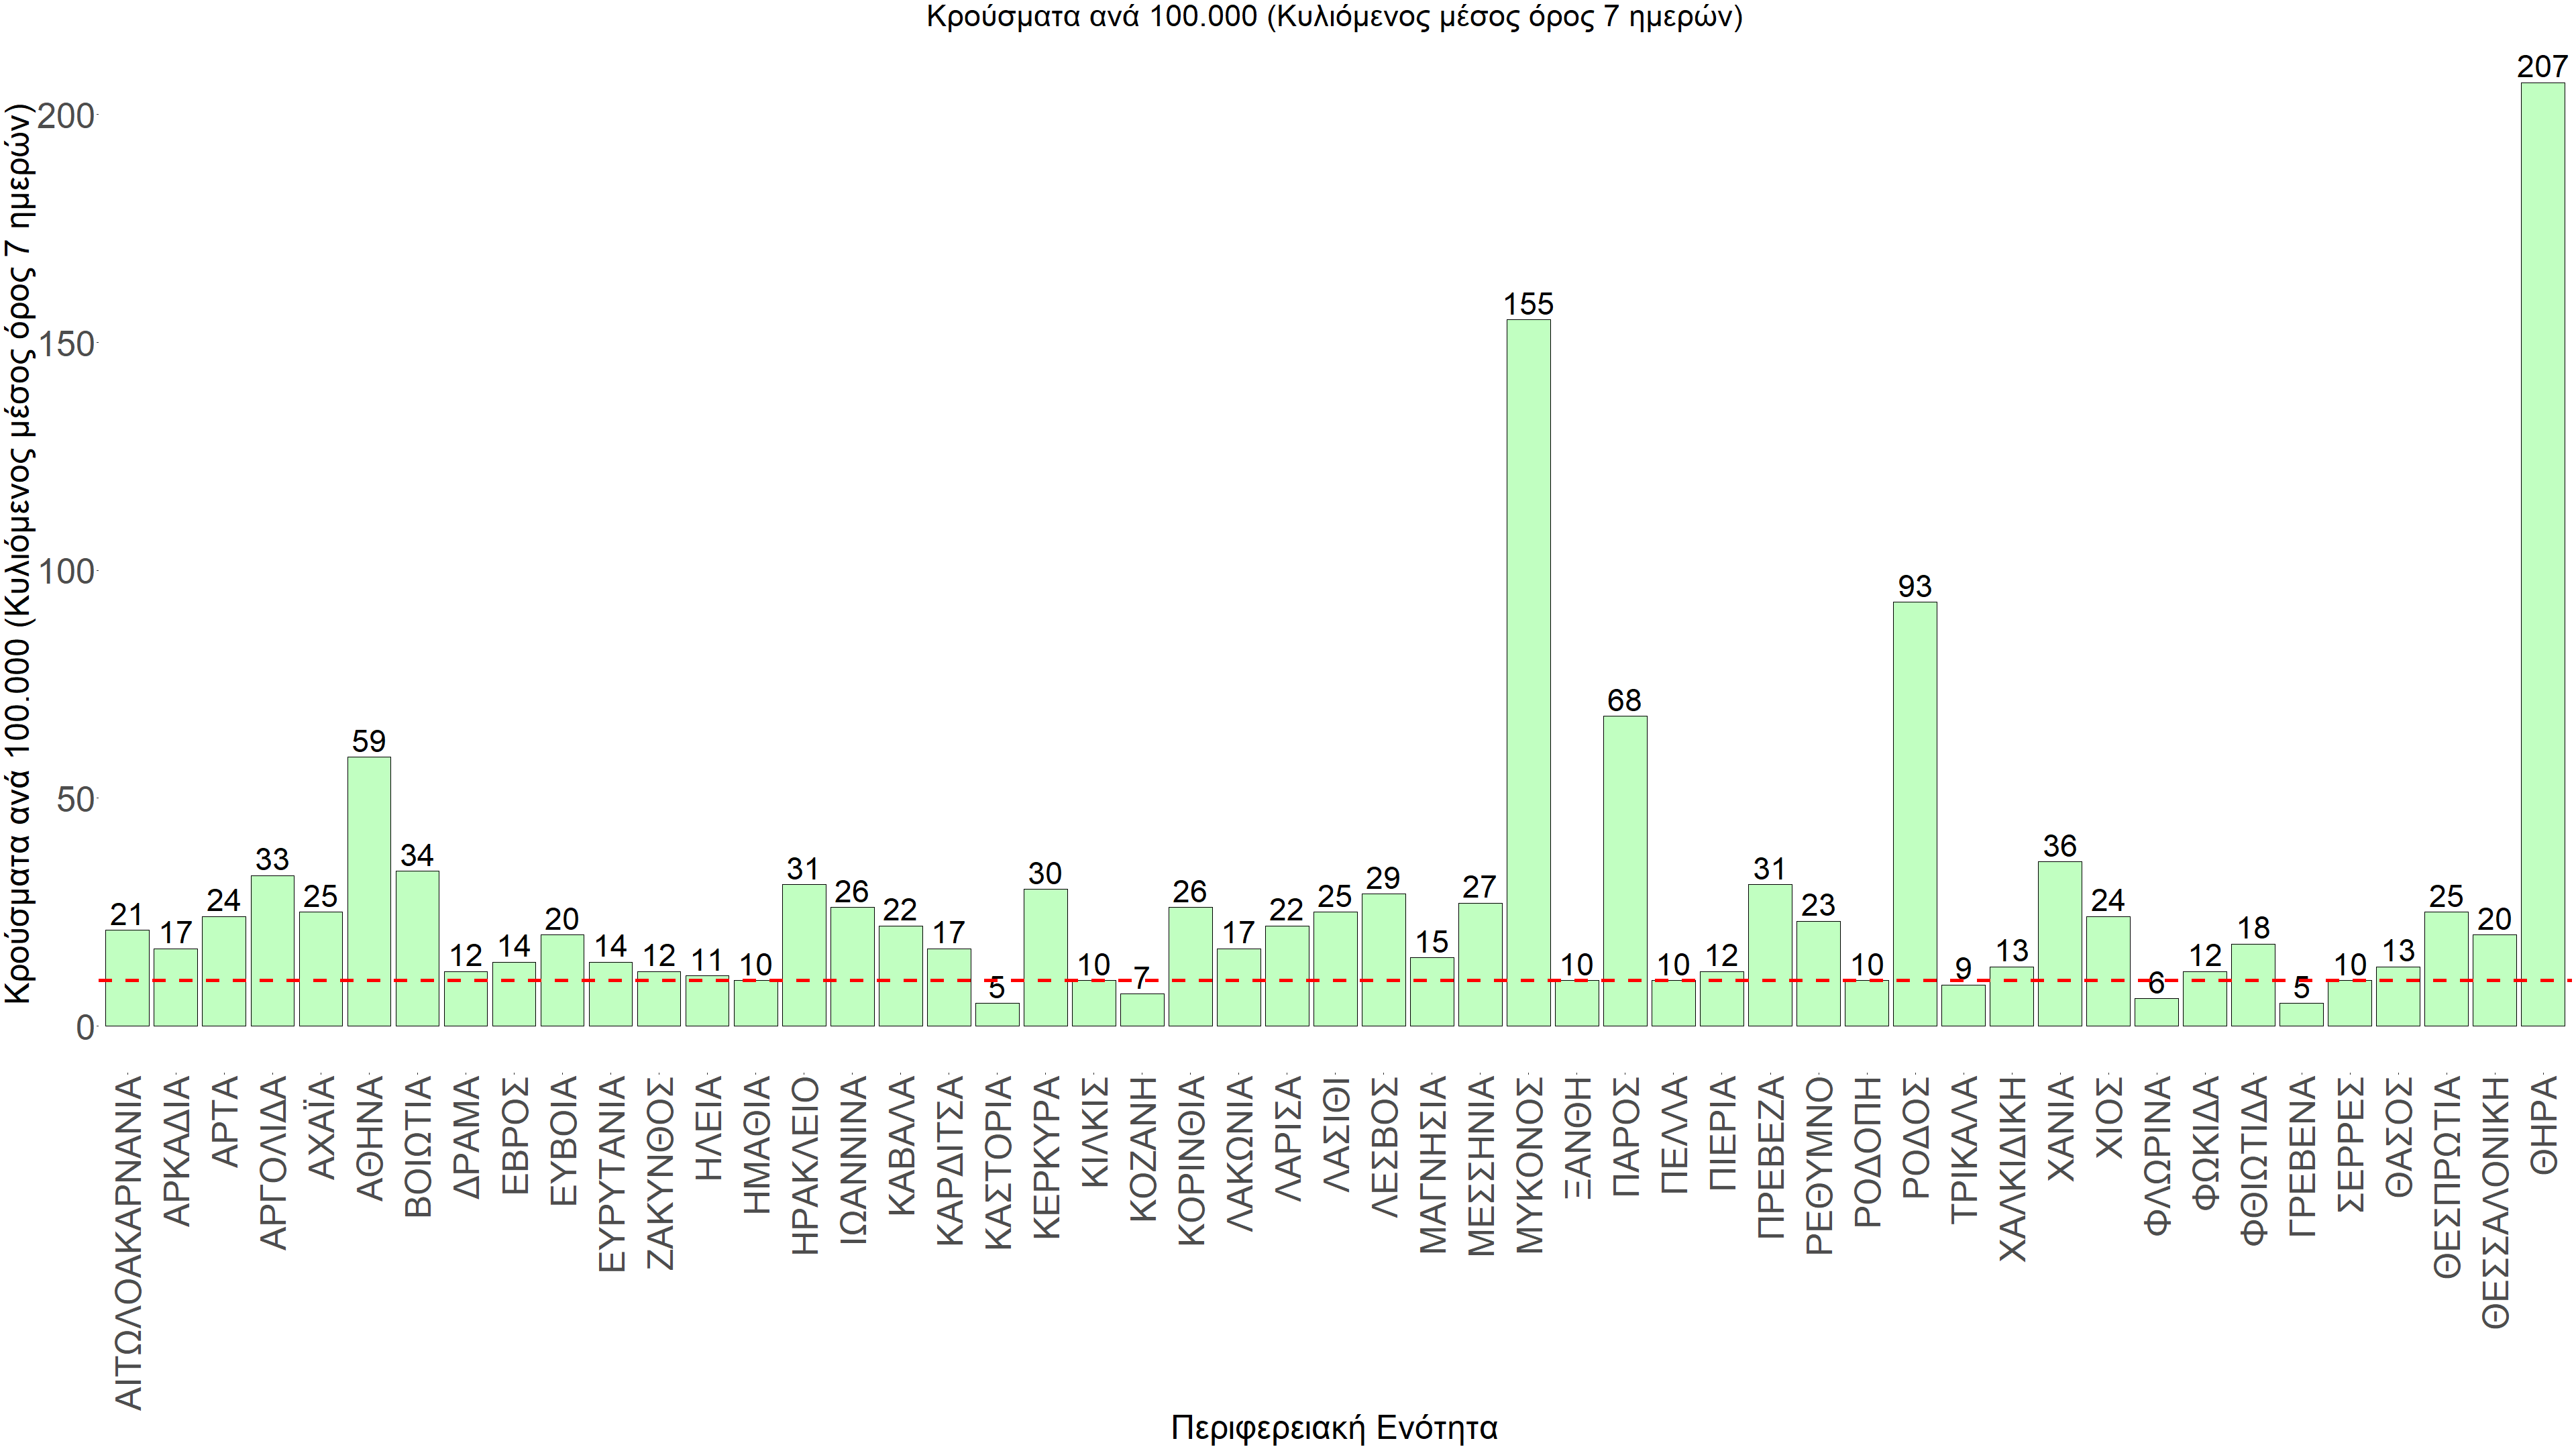 Κρούσματα ανά 100.000 (Κυλιόμενος μέσος όρος 7 ημερών)
Κρούσματα ανά 100.000 (Κυλιόμενος μέσος όρος 7 ημερών)
200
150
100
50
0
21
17
24
33
25
59
34
12
14
20
14
12
11
10
31
26
22
17
5
30
10
7
26
17
22
25
29
15
27
155
10
68
10
12
31
23
10
93
9
13
36
24
6
12
18
5
10
13
25
20
207
ΑΙΤΩΛΟΑΚΑΡΝΑΝΙΑ
ΑΡΚΑΔΙΑ
ΑΡΤΑ
ΑΡΓΟΛΙΔΑ
ΑΧΑΪΑ
ΑΘΗΝΑ
ΒΟΙΩΤΙΑ
ΔΡΑΜΑ
ΕΒΡΟΣ
ΕΥΒΟΙΑ
ΕΥΡΥΤΑΝΙΑ
ΖΑΚΥΝΘΟΣ
ΗΛΕΙΑ
ΗΜΑΘΙΑ
ΗΡΑΚΛΕΙΟ
ΙΩΑΝΝΙΝΑ
ΚΑΒΑΛΑ
ΚΑΡΔΙΤΣΑ
ΚΑΣΤΟΡΙΑ
ΚΕΡΚΥΡΑ
ΚΙΛΚΙΣ
ΚΟΖΑΝΗ
ΚΟΡΙΝΘΙΑ
ΛΑΚΩΝΙΑ
ΛΑΡΙΣΑ
ΛΑΣΙΘΙ
ΛΕΣΒΟΣ
ΜΑΓΝΗΣΙΑ
ΜΕΣΣΗΝΙΑ
ΜΥΚΟΝΟΣ
ΞΑΝΘΗ
ΠΑΡΟΣ
ΠΕΛΛΑ
ΠΙΕΡΙΑ
ΠΡΕΒΕΖΑ
ΡΕΘΥΜΝΟ
ΡΟΔΟΠΗ
ΡΟΔΟΣ
ΤΡΙΚΑΛΑ
ΧΑΛΚΙΔΙΚΗ
ΧΑΝΙΑ
ΧΙΟΣ
ΦΛΩΡΙΝΑ
ΦΩΚΙΔΑ
ΦΘΙΩΤΙΔΑ
ΓΡΕΒΕΝΑ
ΣΕΡΡΕΣ
ΘΑΣΟΣ
ΘΕΣΠΡΩΤΙΑ
ΘΕΣΣΑΛΟΝΙΚΗ
ΘΗΡΑ
Περιφερειακή Ενότητα